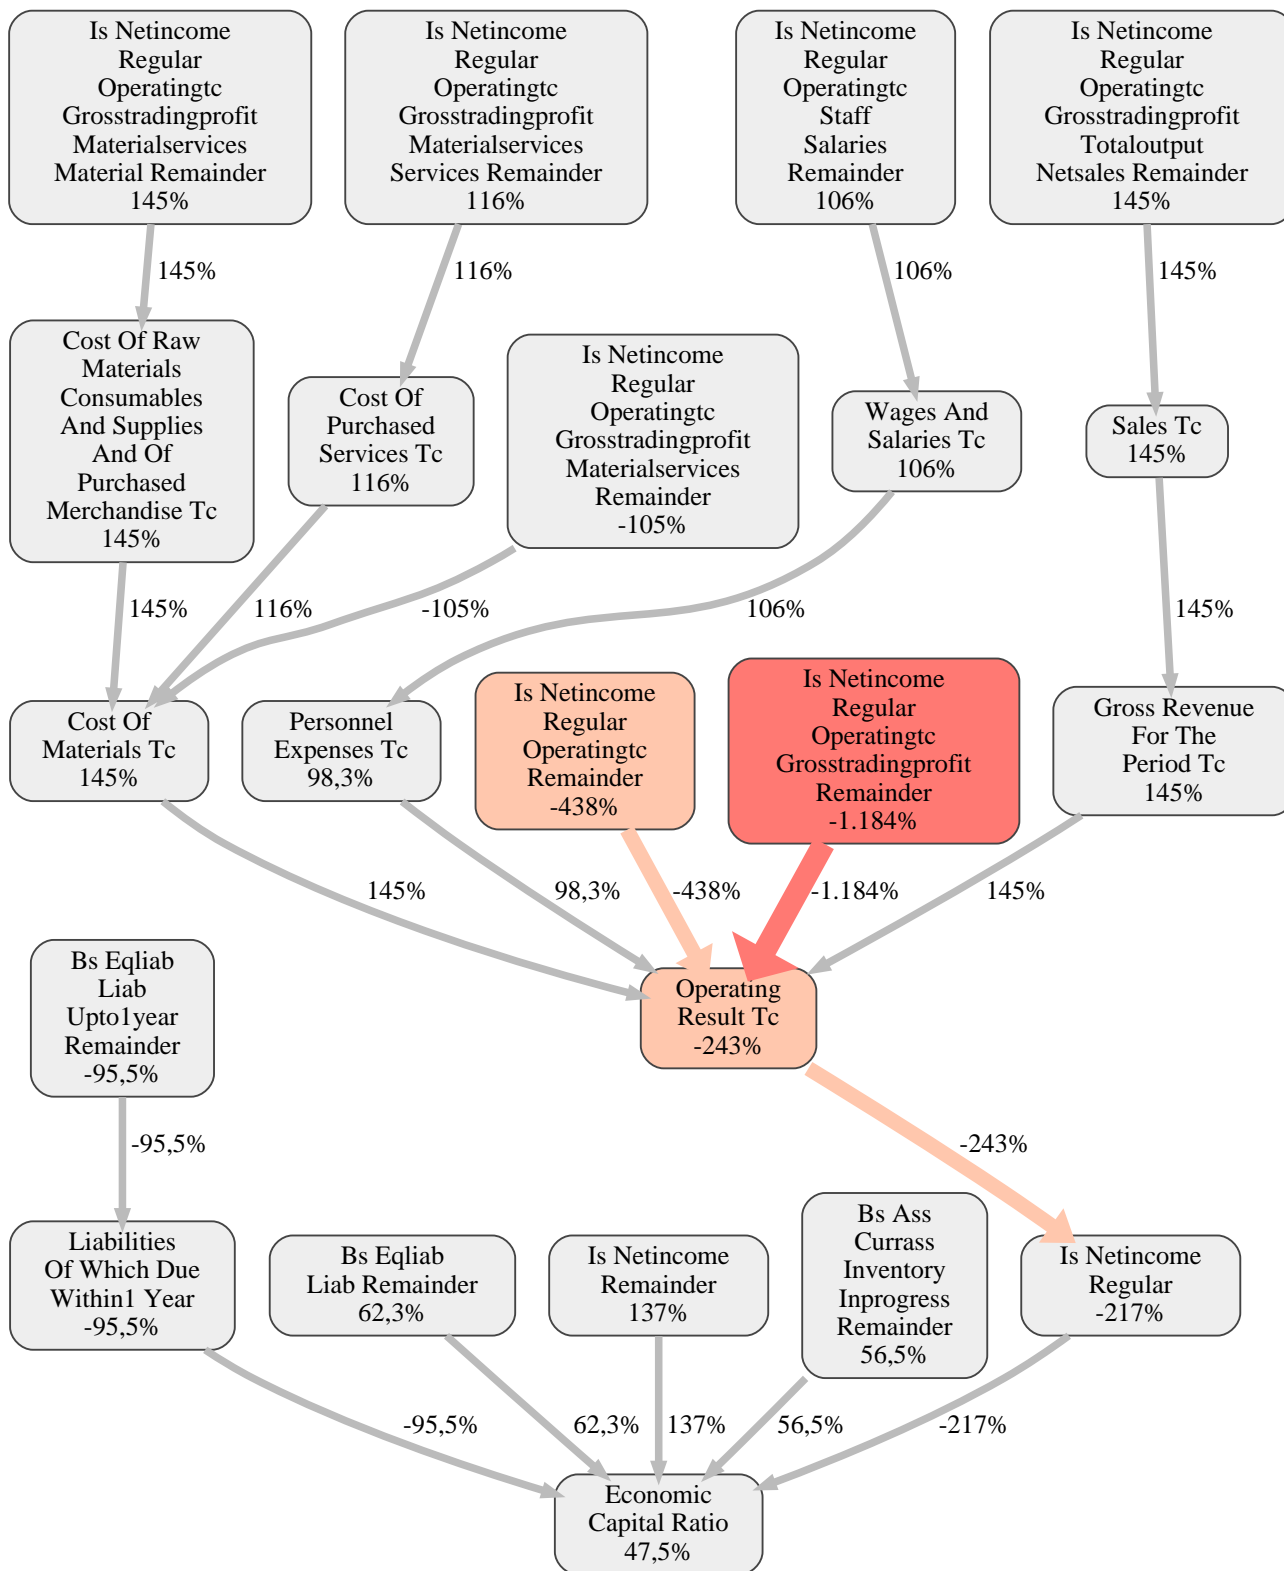 Is Netincome
Regular
Operatingtc
Grosstradingprofit
Materialservices
Material Remainder
145%
Is Netincome
Regular
Operatingtc
Grosstradingprofit
Materialservices
Services Remainder
116%
Is Netincome
Regular
Operatingtc
Staff
Salaries
Remainder
106%
Is Netincome
Regular
Operatingtc
Grosstradingprofit
Totaloutput
Netsales Remainder
145%
145%
116%
106%
145%
Cost Of Raw
Materials
Consumables
And Supplies
And Of
Purchased
Merchandise Tc
145%
Cost Of
Purchased
Services Tc
116%
Is Netincome
Regular
Operatingtc
Grosstradingprofit
Materialservices
Remainder
-105%
Wages And
Salaries Tc
106%
Sales Tc
145%
145%
116%
-105%
106%
145%
Cost Of
Materials Tc
145%
Personnel
Expenses Tc
98,3%
Is Netincome
Regular
Operatingtc
Remainder
-438%
Is Netincome
Regular
Operatingtc
Grosstradingprofit
Remainder
-1.184%
Gross Revenue
For The
Period Tc
145%
145%
98,3%
-438%
-1.184%
145%
Bs Eqliab
Liab
Upto1year
Remainder
-95,5%
Operating
Result Tc
-243%
-95,5%
-243%
Liabilities
Of Which Due
Within1 Year
-95,5%
Bs Eqliab
Liab Remainder
62,3%
Is Netincome
Remainder
137%
Bs Ass
Currass
Inventory
Inprogress
Remainder
56,5%
Is Netincome
Regular
-217%
-95,5%
62,3%
137%
56,5%
-217%
Economic
Capital Ratio
47,5%